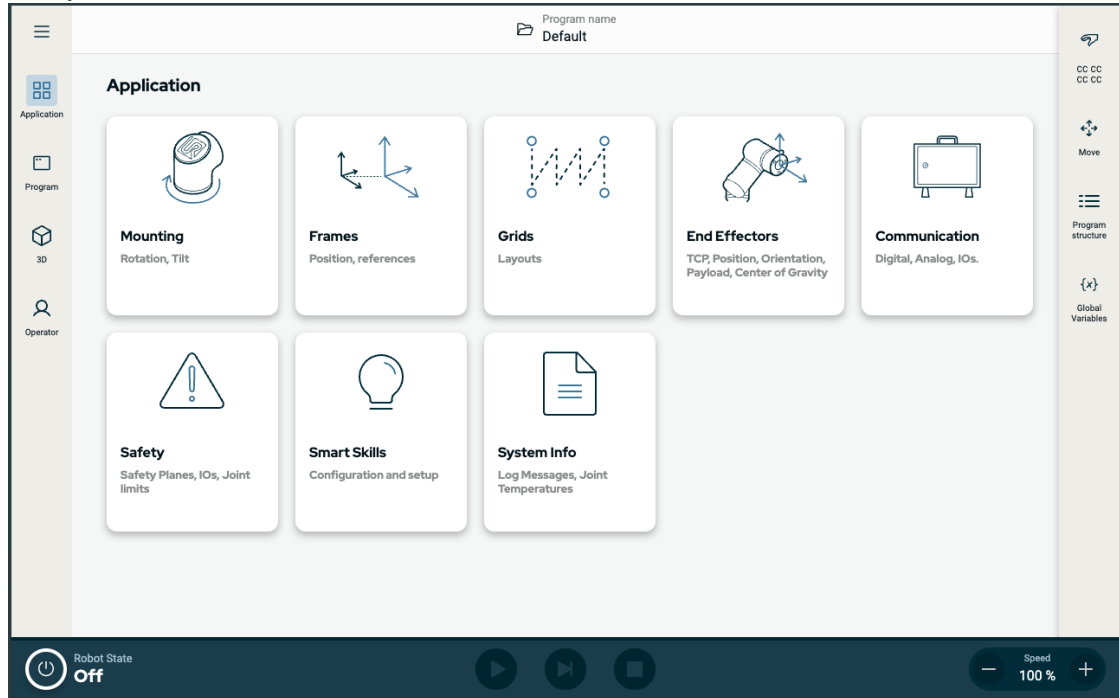 Program name
Default
Application
Application
Program
3D
Operator
Mounting
Rotation, Tilt
Frames
Position, references
Grids
Layouts
End Effectors
TCP, Position, Orientation,
Payload, Center of Gravity
Communication
Digital, Analog, IOs.
Safety
Safety Planes, IOs, Joint
limits
Smart Skills
Configuration and setup
System Info
Log Messages, Joint
Temperatures
CC CC
CC CC
Move
Program
structure
{x}
Global
Variables
Robot State
Off
Speed
100 %